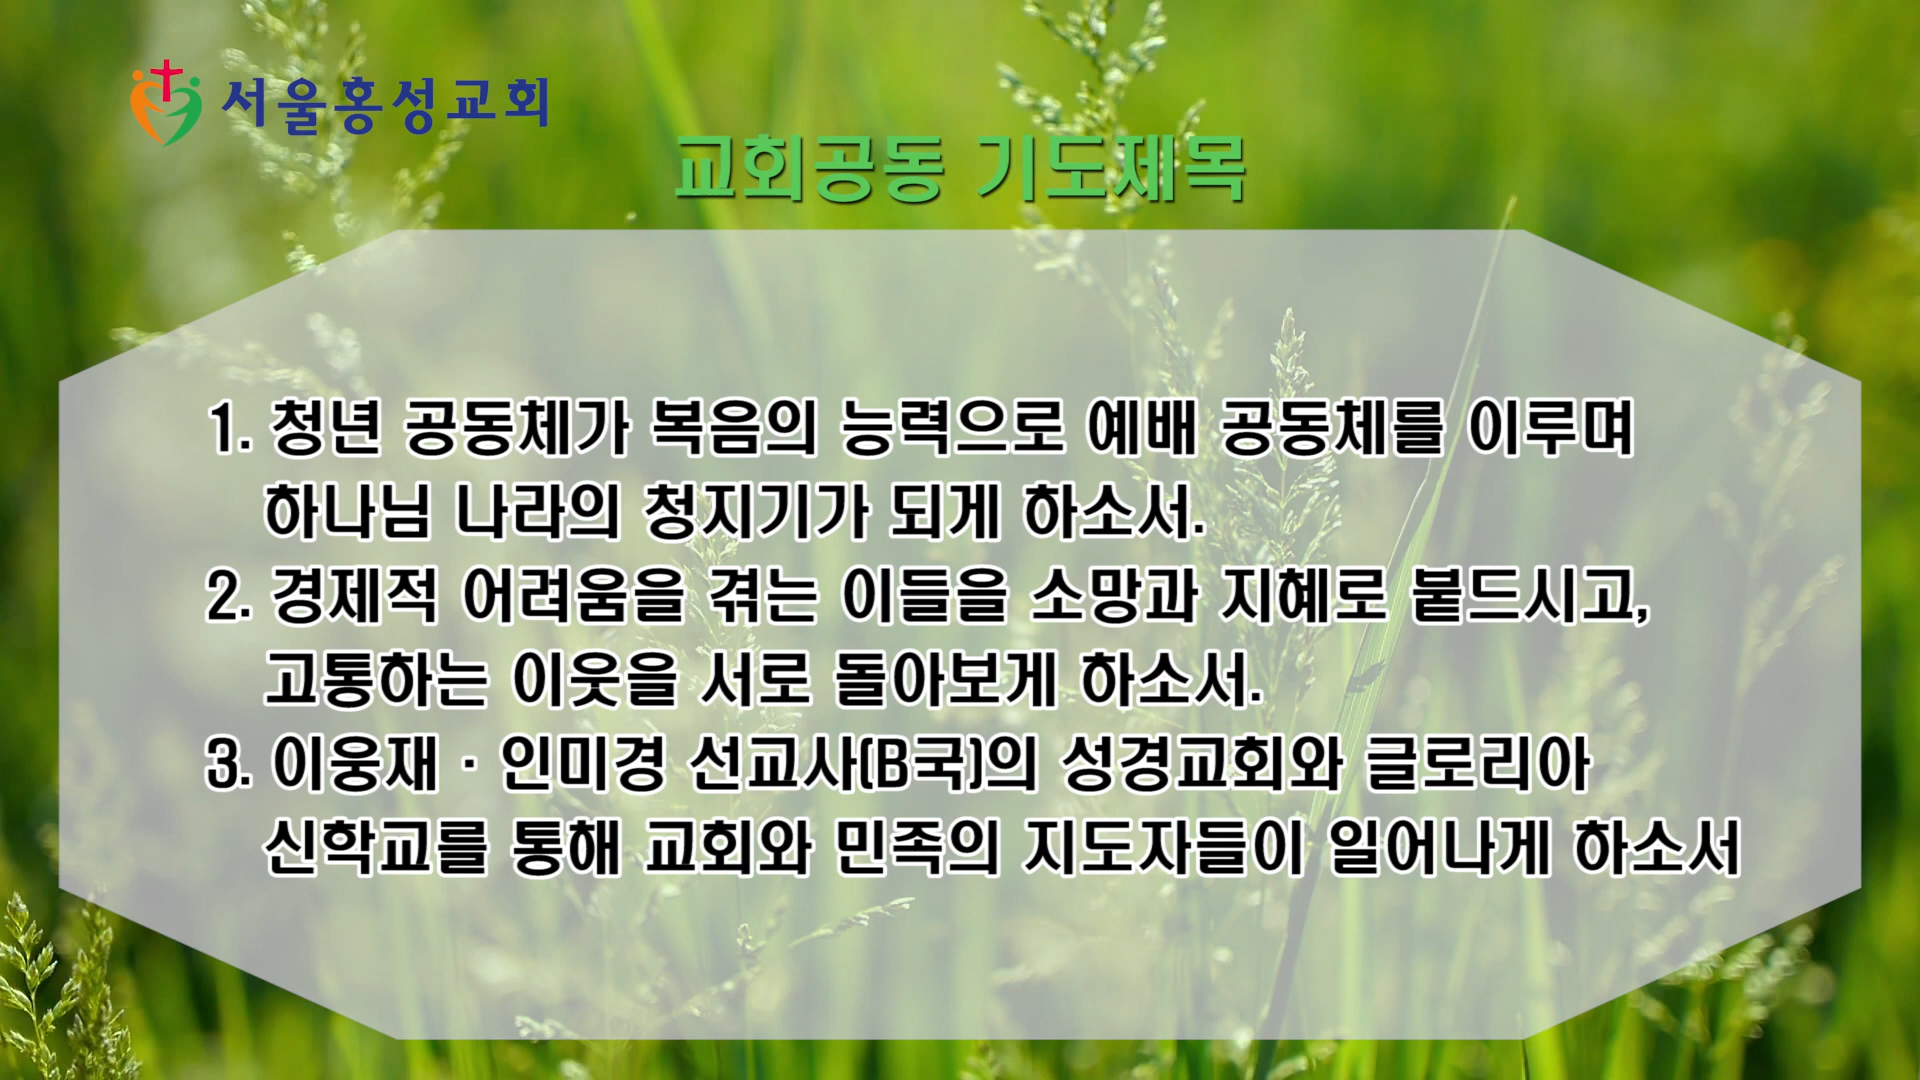 서울홍성교회
교회공동 기도제목
1. 청년 공동체가 복음의 능력으로 예배 공동체를 이루며
하나님 나라의 청지기가 되게 하소서.
2. 경제적 어려움을 겪는 이들을 소망과 지혜로 붙드시고,
고통하는 이웃을 서로 돌아보게 하소서.
3. 이웅재 · 인미경 선교사(B국)의 성경교회와 글로리아
신학교를 통해 교회와 민족의 지도자들이 일어나게 하소서